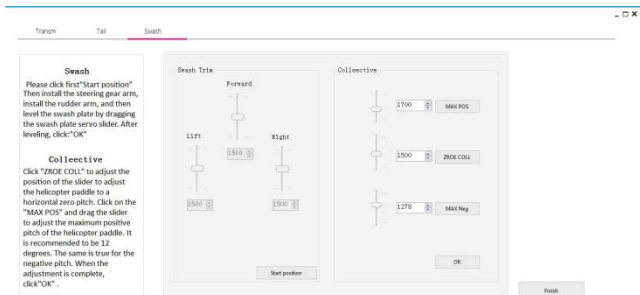 Transm Tail Swash
Swash
Please click first"Start position"
Then install the steering gear arm,
install the rudder arm, and then
level the swash plate by dragging
the swash plate servo slider. After
leveling, click:"OK"
Colleective
Click "ZROE COLL" to adjust the
position of the slider to adjust
the helicopter paddle to a
horizontal zero pitch. Click on the
"MAX POS" and drag the slider
to adjust the maximum positive
pitch of the helicopter paddle. It
is recommended to be 12
degrees. The same is true for the
negative pitch. When the
adjustment is complete,
click"OK" .
Swash Trim
Forward
1500
Lift
Right
1500
1500
Start position
Colleective
1700
MAX POS
1500
ZROE COLL
1278
MAX Neg
OK
Finish